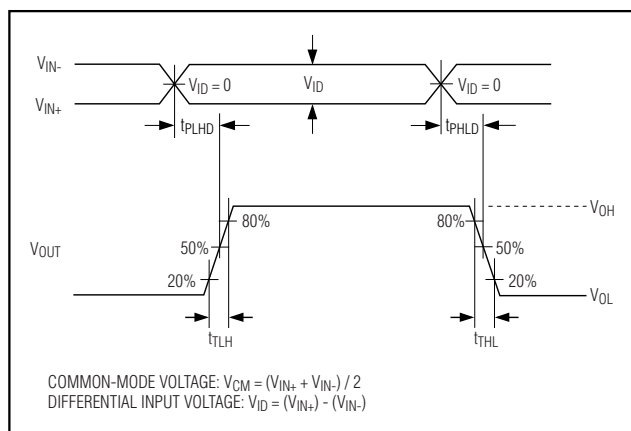 VIN-
VID = 0
VID
VID = 0
VIN+
tPLHD
tPHLD
VOH
80%
80%
VOUT
50%
50%
20%
20%
VOL
tTLH
tTHL
COMMON-MODE VOLTAGE: VCM = (VIN+ + VIN-) / 2
DIFFERENTIAL INPUT VOLTAGE: VID = (VIN+) - (VIN-)